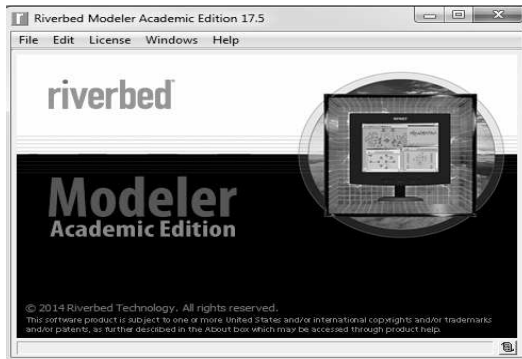 Riverbed Modeler Academic Edition 17.5
File Edit License Windows Help
riverbed
Modeler
Academic Edition
© 2014 Riverbed Technology. All rights reserved.
This software product is subject to one or more United States and/or international copyrights and/or trademarks
and/or patents, as further described in the About box which may be accessed through product help.